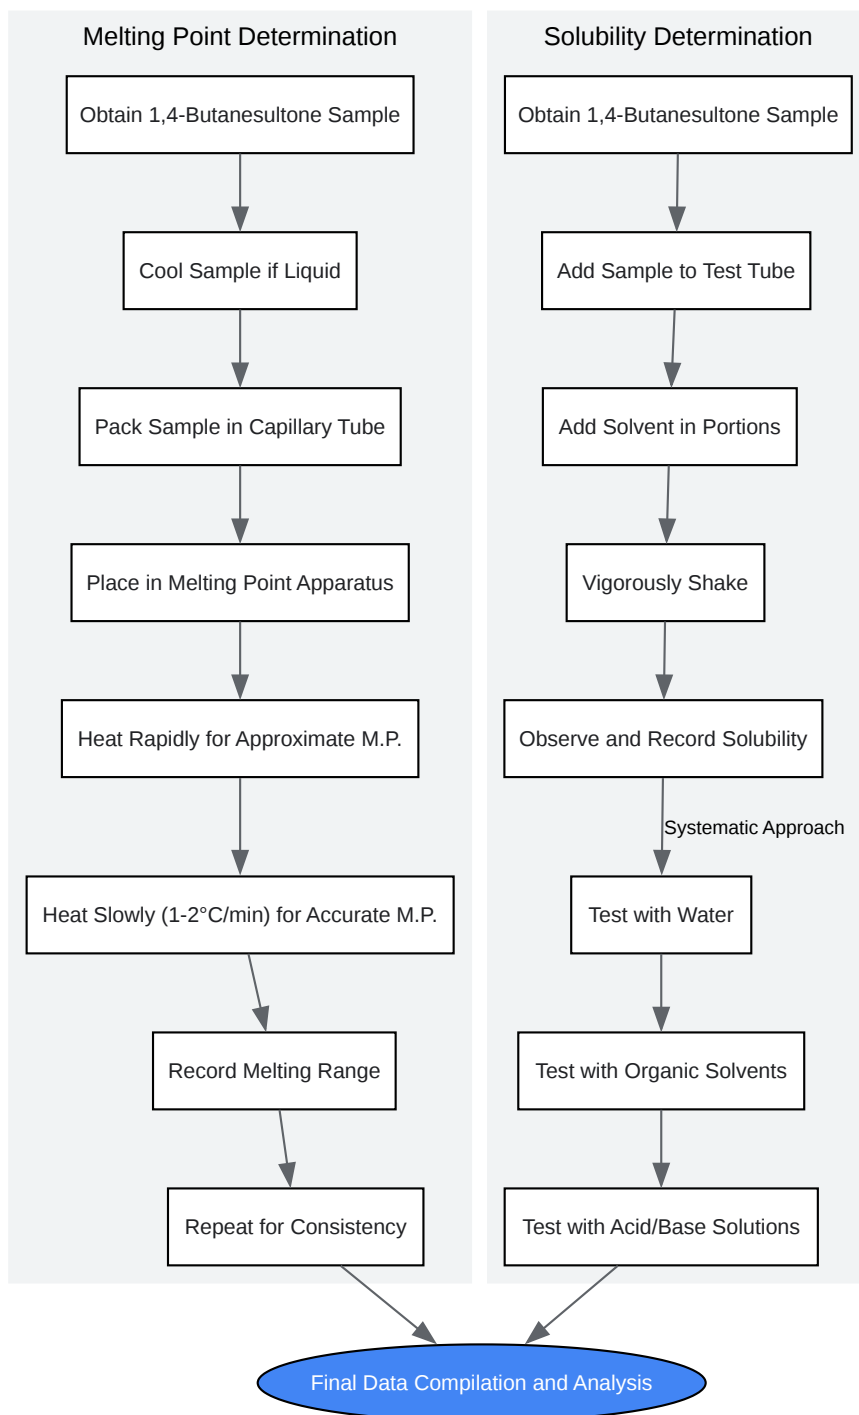 Melting Point Determination
Obtain 1,4-Butanesultone Sample
Cool Sample if Liquid
Pack Sample in Capillary Tube
Place in Melting Point Apparatus
Heat Rapidly for Approximate M.P.
Heat Slowly (1-2°C/min) for Accurate M.P.
Record Melting Range
Repeat for Consistency
Solubility Determination
Obtain 1,4-Butanesultone Sample
Add Sample to Test Tube
Add Solvent in Portions
Vigorously Shake
Observe and Record Solubility
Systematic Approach
Test with Water
Test with Organic Solvents
Test with Acid/Base Solutions
Final Data Compilation and Analysis